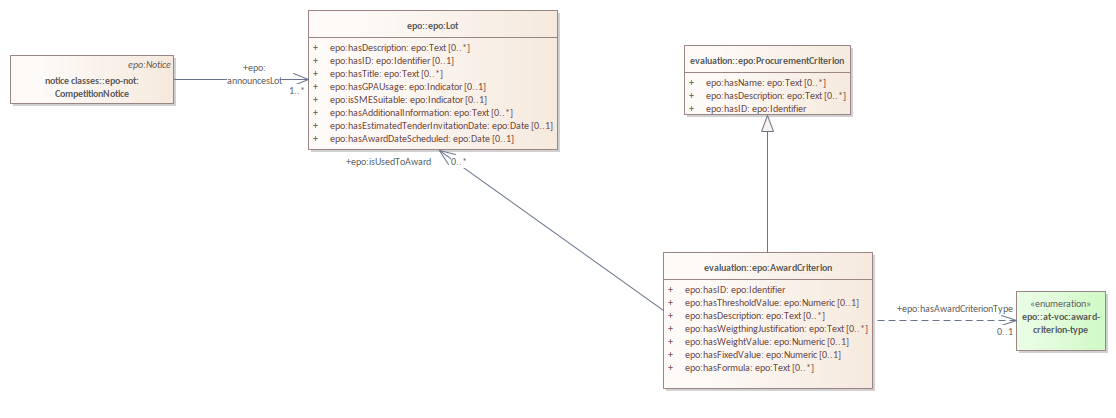 epo:Notice
notice classes::epo-not:
CompetitionNotice
+epo:
announcesLot
1..*
epo::epo:Lot
+ epo:hasDescription: epo:Text [0..*]
+ epo:hasID: epo:Identifier [0..1]
+ epo:hasTitle: epo:Text [0..*]
+ epo:hasGPAUsage: epo:Indicator [0..1]
+ epo:isSMESuitable: epo:Indicator [0..1]
+ epo:hasAdditionalInformation: epo:Text [0..*]
+ epo:hasEstimatedTenderInvitationDate: epo:Date [0..1]
+ epo:hasAwardDateScheduled: epo:Date [0..1]
+epo:isUsedToAward 0..*
evaluation::epo:ProcurementCriterion
+ epo:hasName: epo:Text [0..*]
+ epo:hasDescription: epo:Text [0..*]
+ epo:hasID: epo:Identifier
evaluation::epo:AwardCriterion
+ epo:hasID: epo:Identifier
+ epo:hasThresholdValue: epo:Numeric [0..1]
+ epo:hasDescription: epo:Text [0..*]
+ epo:hasWeigthingJustification: epo:Text [0..*]
+ epo:hasWeightValue: epo:Numeric [0..1]
+ epo:hasFixedValue: epo:Numeric [0..1]
+ epo:hasFormula: epo:Text [0..*]
+epo:hasAwardCriterionType
0..1
«enumeration»
epo::at-voc:award-
criterion-type